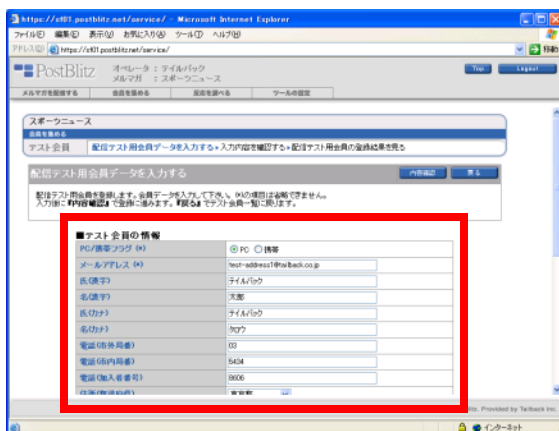 https://st01.postblitz.net/service/ - Microsoft Internet Explorer
ファイル(F) 編集(E) 表示(V) お気に入り(A) ツール(T) ヘルプ(H)
アドレス(D) https://st01.postblitz.net/service/ 移動
PostBlitz
オペレータ : テイルバック
メルマガ : スポーツニュース
Top Logout
メルマガを配信する 会員を集める 反応を調べる ツールの設定
スポーツニュース
会員を集める
テスト会員 配信テスト用会員データを入力する>入力内容を確認する>配信テスト用会員の登録結果を見る
配信テスト用会員データを入力する 内容確認 戻る
配信テスト用会員を登録します。会員データを入力して下さい。(*)の項目は省略できません。
入力後に『内容確認』で登録に進みます。『戻る』でテスト会員一覧に戻ります。
■テスト会員の情報
PC/携帯フラグ (*) PC 携帯
メールアドレス (*) test-address1@tailback.co.jp
氏(漢字) テイルバック
名(漢字) 太郎
氏(カナ) テイルバック
名(カナ) タロウ
電話(市外局番) 03
電話(市内局番) 5434
電話(加入者番号) 8606
住所(都道府県) 東京都
Provided by Tailback Inc.
インターネット